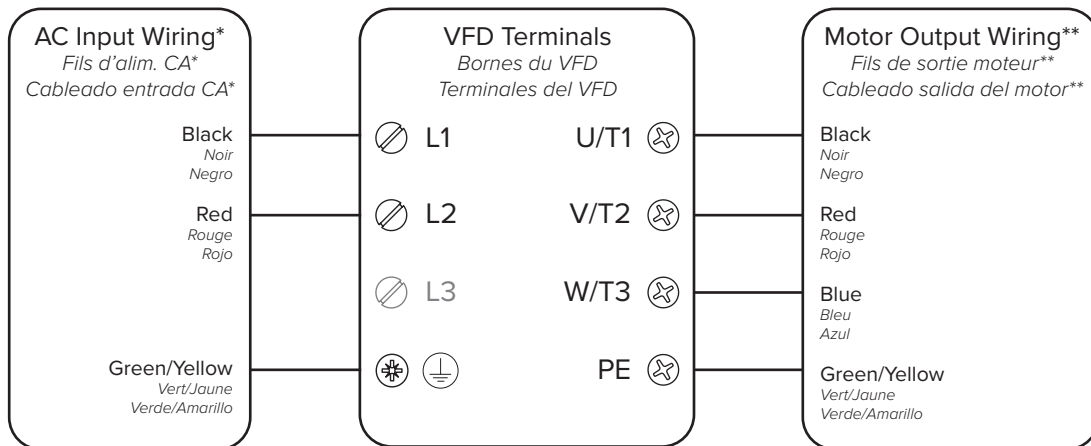 AC Input Wiring*
Fils d'alim. CA*
Cableado entrada CA*
Black
Noir
Negro
Red
Rouge
Rojo
Green/Yellow
Vert/Jaune
Verde/Amarillo
VFD Terminals
Bornes du VFD
Terminales del VFD
L1 U/T1
L2 V/T2
L3 W/T3
PE
Motor Output Wiring**
Fils de sortie moteur**
Cableado salida del motor**
Black
Noir
Negro
Red
Rouge
Rojo
Blue
Bleu
Azul
Green/Yellow
Vert/Jaune
Verde/Amarillo